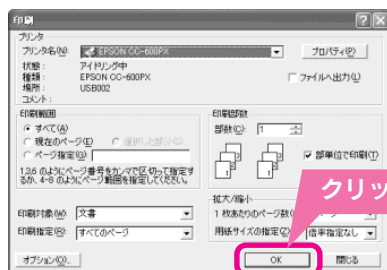 印刷
プリンタ
プリンタ名(N): EPSON CC-600PX プロパティ(P)
状態: アイドリング中
種類: EPSON CC-600PX ファイルへ出力(L)
場所: USB002
コメント:
印刷範囲
すべて(A)
現在のページ(E) 選択した部分(S)
ページ指定(G):
1,3,6 のようにページ番号をカンマで区切って指定す
るか、4-8 のようにページ範囲を指定してください。
印刷部数
部数(C): 1
部単位で印刷(T)
印刷対象(W): 文書
印刷指定(R): すべてのページ
拡大/縮小
1 枚あたりのページ数
用紙サイズの指定(Z): 倍率指定なし
クリッ
オプション(O)... OK 閉じる